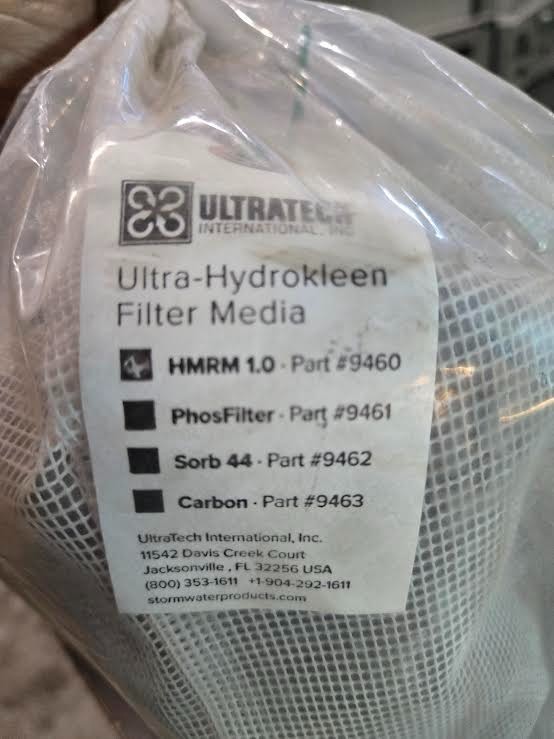 ULTRATECH
INTERNATIONAL, INC
Ultra-Hydrokleen
Filter Media
HMRM 1.0 · Part #9460
PhosFilter · Part #9461
Sorb 44 · Part #9462
Carbon · Part #9463
UltraTech International, Inc.
11542 Davis Creek Court
Jacksonville , FL 32256 USA
(800) 353-1611 +1-904-292-1611
stormwaterproducts.com